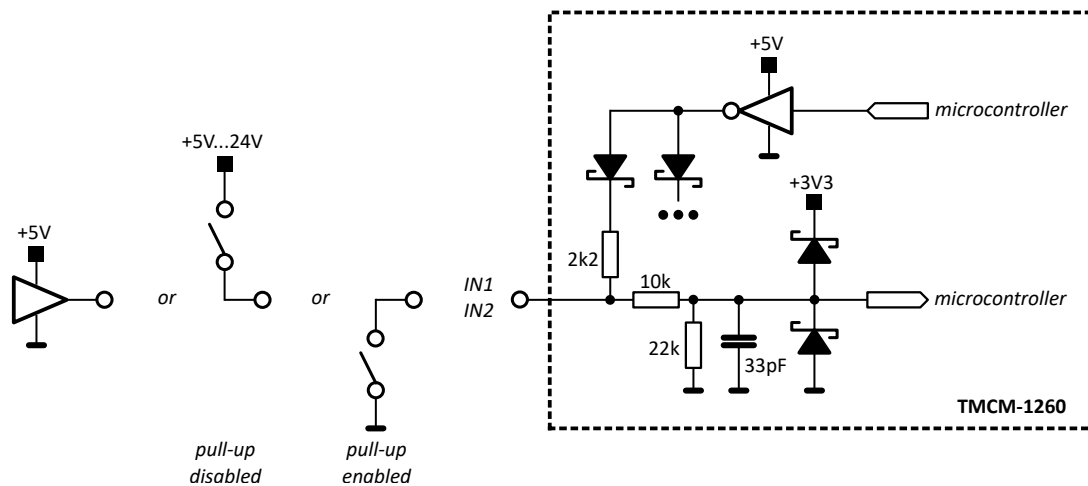 +5V
microcontroller
+5V...24V
+3V3
+5V
2k2
or
or
IN1
IN2
10k
microcontroller
22k
33pF
TMCM-1260
pull-up
disabled
pull-up
enabled